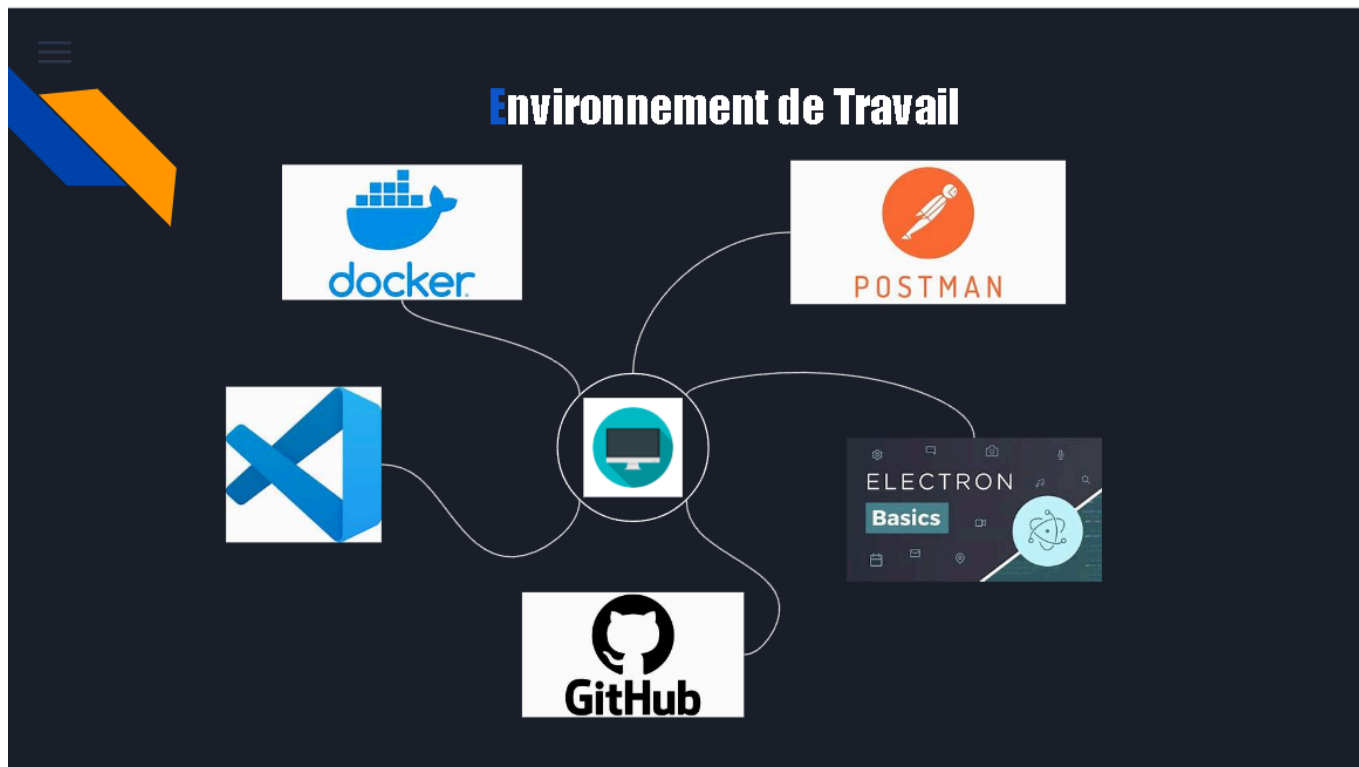 Environnement de Travail
docker
POSTMAN
ELECTRON
Basics
GitHub